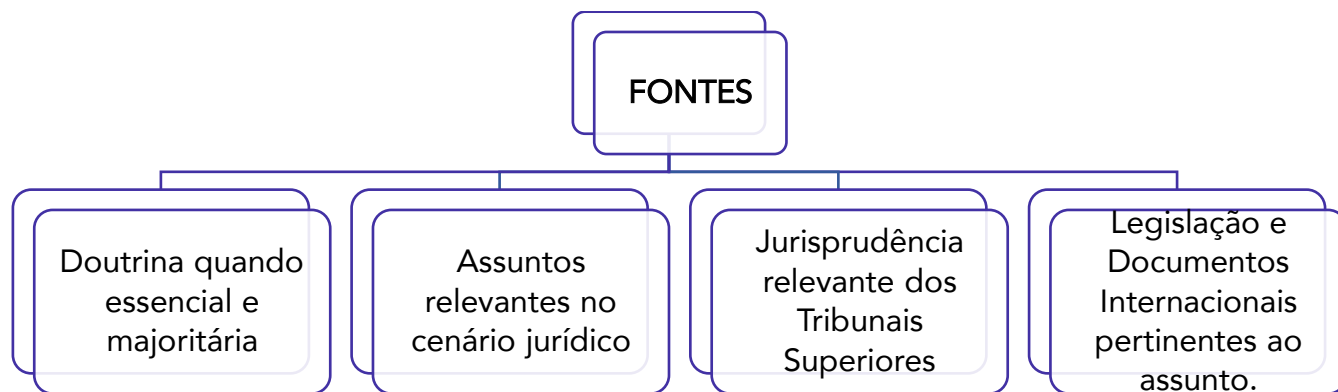 FONTES
Doutrina quando
essencial e
majoritária
Assuntos
relevantes no
cenário jurídico
Jurisprudência
relevante dos
Tribunais
Superiores
Legislação e
Documentos
Internacionais
pertinentes ao
assunto.